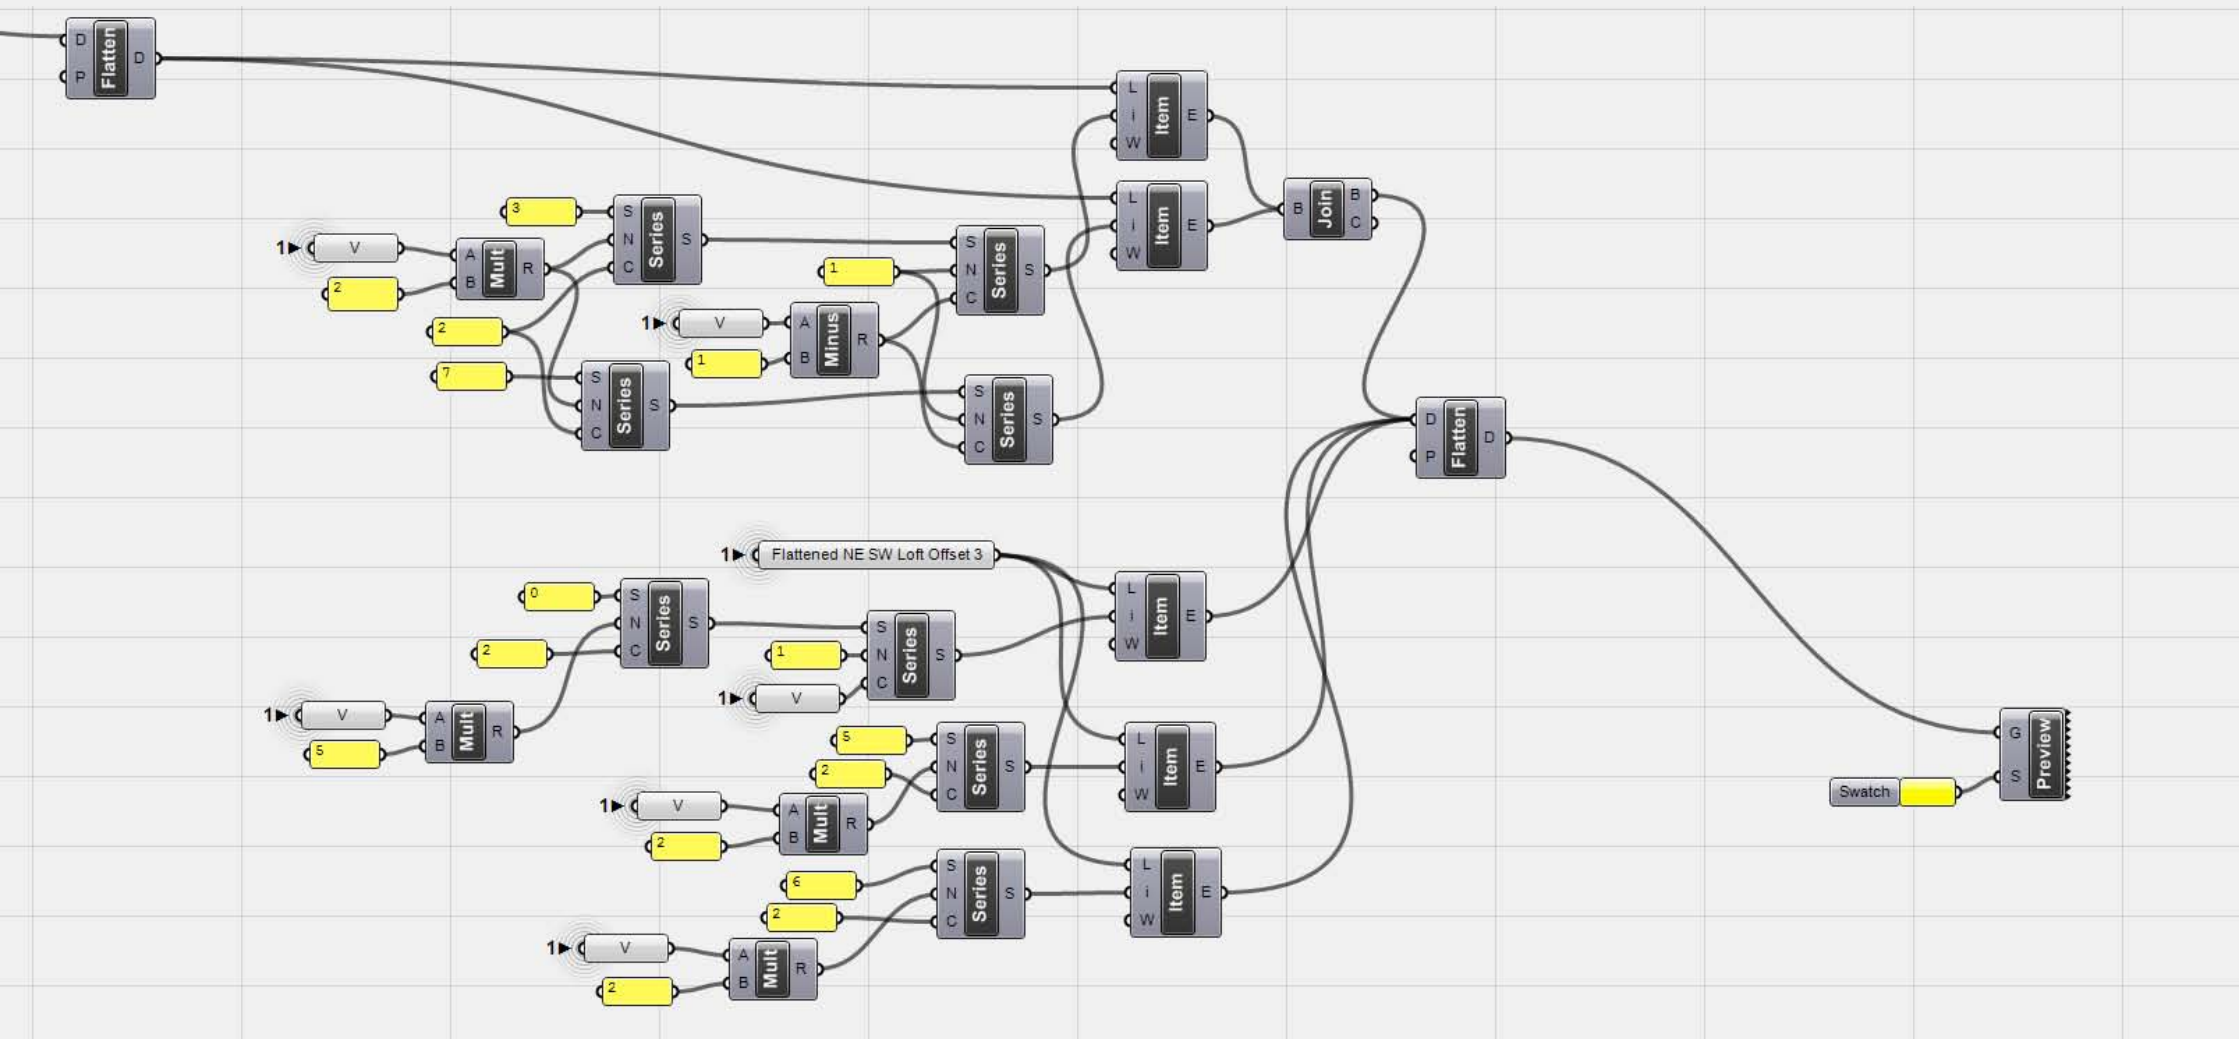 D
P
Flatten
D
L
i
W
Item
E
L
i
W
Item
E
3
S
N
C
Series
S
B
Join
B
C
1 V
2
A
B
Mult
R
1
S
N
C
Series
S
2
7
1 V
1
A
B
Minus
R
S
N
C
Series
S
S
N
C
Series
S
D
P
Flatten
D
1 Flattened NE SW Loft Offset 3
L
i
W
Item
E
0
2
S
N
C
Series
S
1
1 V
S
N
C
Series
S
1 V
5
A
B
Mult
R
5
2
S
N
C
Series
S
L
i
W
Item
E
G
S
Preview
Swatch
1 V
2
A
B
Mult
R
6
2
S
N
C
Series
S
L
i
W
Item
E
1 V
2
A
B
Mult
R